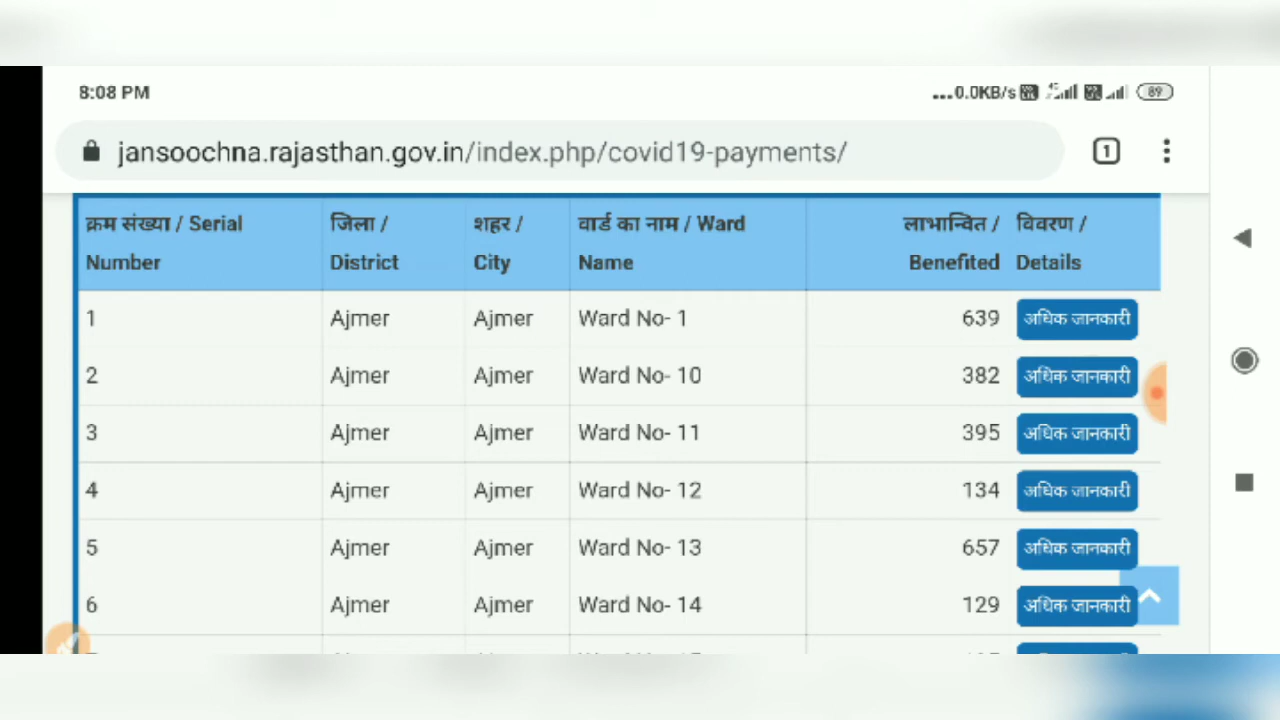 8:08 PM ...0.0KB/s 89
jansoochna.rajasthan.gov.in/index.php/covid19-payments/ 1
क्रम संख्या / Serial Number जिला / District शहर / City वार्ड का नाम / Ward Name लाभान्वित / Benefited विवरण / Details
1 Ajmer Ajmer Ward No- 1 639 अधिक जानकारी
2 Ajmer Ajmer Ward No- 10 382 अधिक जानकारी
3 Ajmer Ajmer Ward No- 11 395 अधिक जानकारी
4 Ajmer Ajmer Ward No- 12 134 अधिक जानकारी
5 Ajmer Ajmer Ward No- 13 657 अधिक जानकारी
6 Ajmer Ajmer Ward No- 14 129 अधिक जानकारी